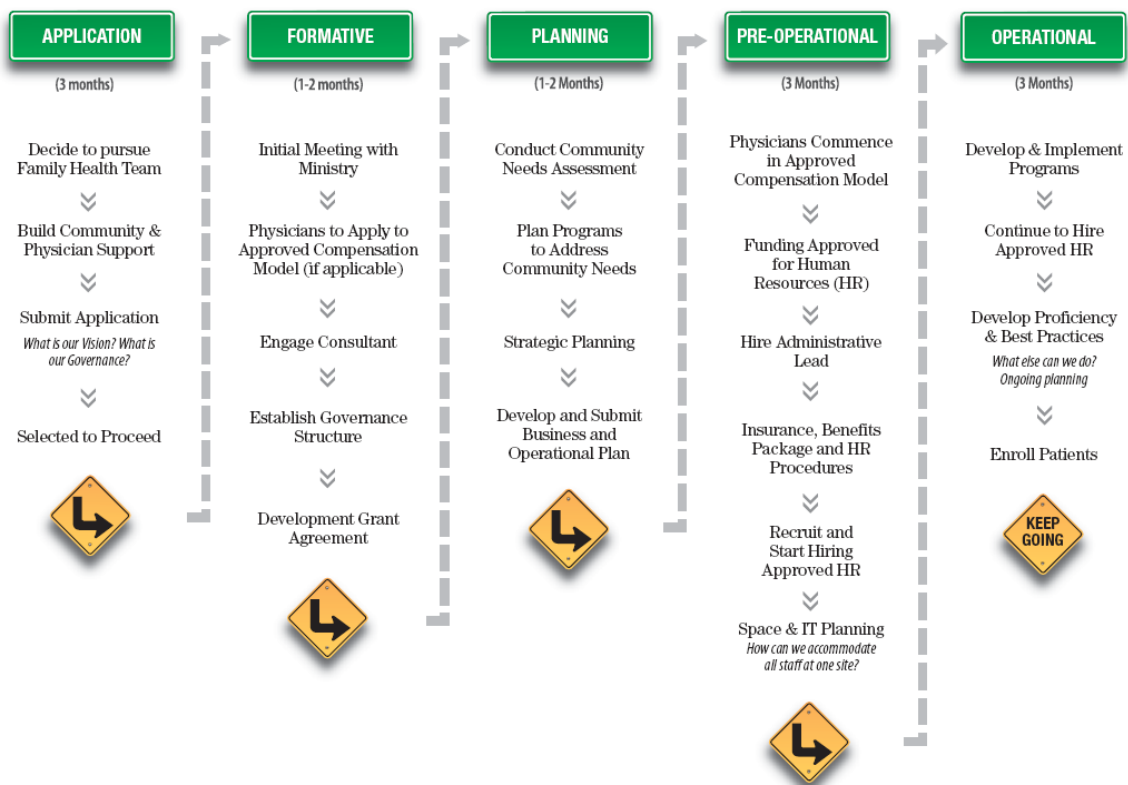 APPLICATION
(3 months)
Decide to pursue
Family Health Team
Build Community &
Physician Support
Submit Application
What is our Vision? What is
our Governance?
Selected to Proceed
FORMATIVE
(1-2 months)
Initial Meeting with
Ministry
Physicians to Apply to
Approved Compensation
Model (if applicable)
Engage Consultant
Establish Governance
Structure
Development Grant
Agreement
PLANNING
(1-2 Months)
Conduct Community
Needs Assessment
Plan Programs
to Address
Community Needs
Strategic Planning
Develop and Submit
Business and
Operational Plan
PRE-OPERATIONAL
(3 Months)
Physicians Commence
in Approved
Compensation Model
Funding Approved
for Human
Resources (HR)
Hire Administrative
Lead
Insurance, Benefits
Package and HR
Procedures
Recruit and
Start Hiring
Approved HR
Space & IT Planning
How can we accommodate
all staff at one site?
OPERATIONAL
(3 Months)
Develop & Implement
Programs
Continue to Hire
Approved HR
Develop Proficiency
& Best Practices
What else can we do?
Ongoing planning
Enroll Patients
KEEP
GOING